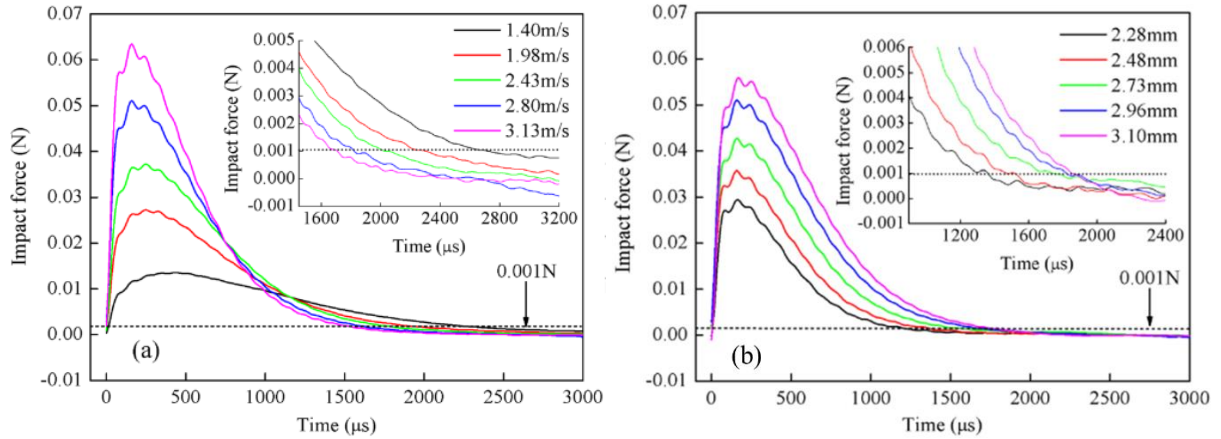 0.07
0.06
0.05
0.04
0.03
0.02
0.01
0.00
-0.01
Impact force (N)
0 500 1000 1500 2000 2500 3000
Time (μs)
1.40m/s
1.98m/s
2.43m/s
2.80m/s
3.13m/s
0.005
0.004
0.003
0.002
0.001
0.000
-0.001
Impact force (N)
1600 2000 2400 2800 3200
Time (μs)
0.001N
(a)
0.07
0.06
0.05
0.04
0.03
0.02
0.01
0.00
-0.01
Impact force (N)
0 500 1000 1500 2000 2500 3000
Time (μs)
2.28mm
2.48mm
2.73mm
2.96mm
3.10mm
0.006
0.005
0.004
0.003
0.002
0.001
0.000
0.001
Impact force (N)
1200 1600 2000 2400
Time (μs)
0.001N
(b)